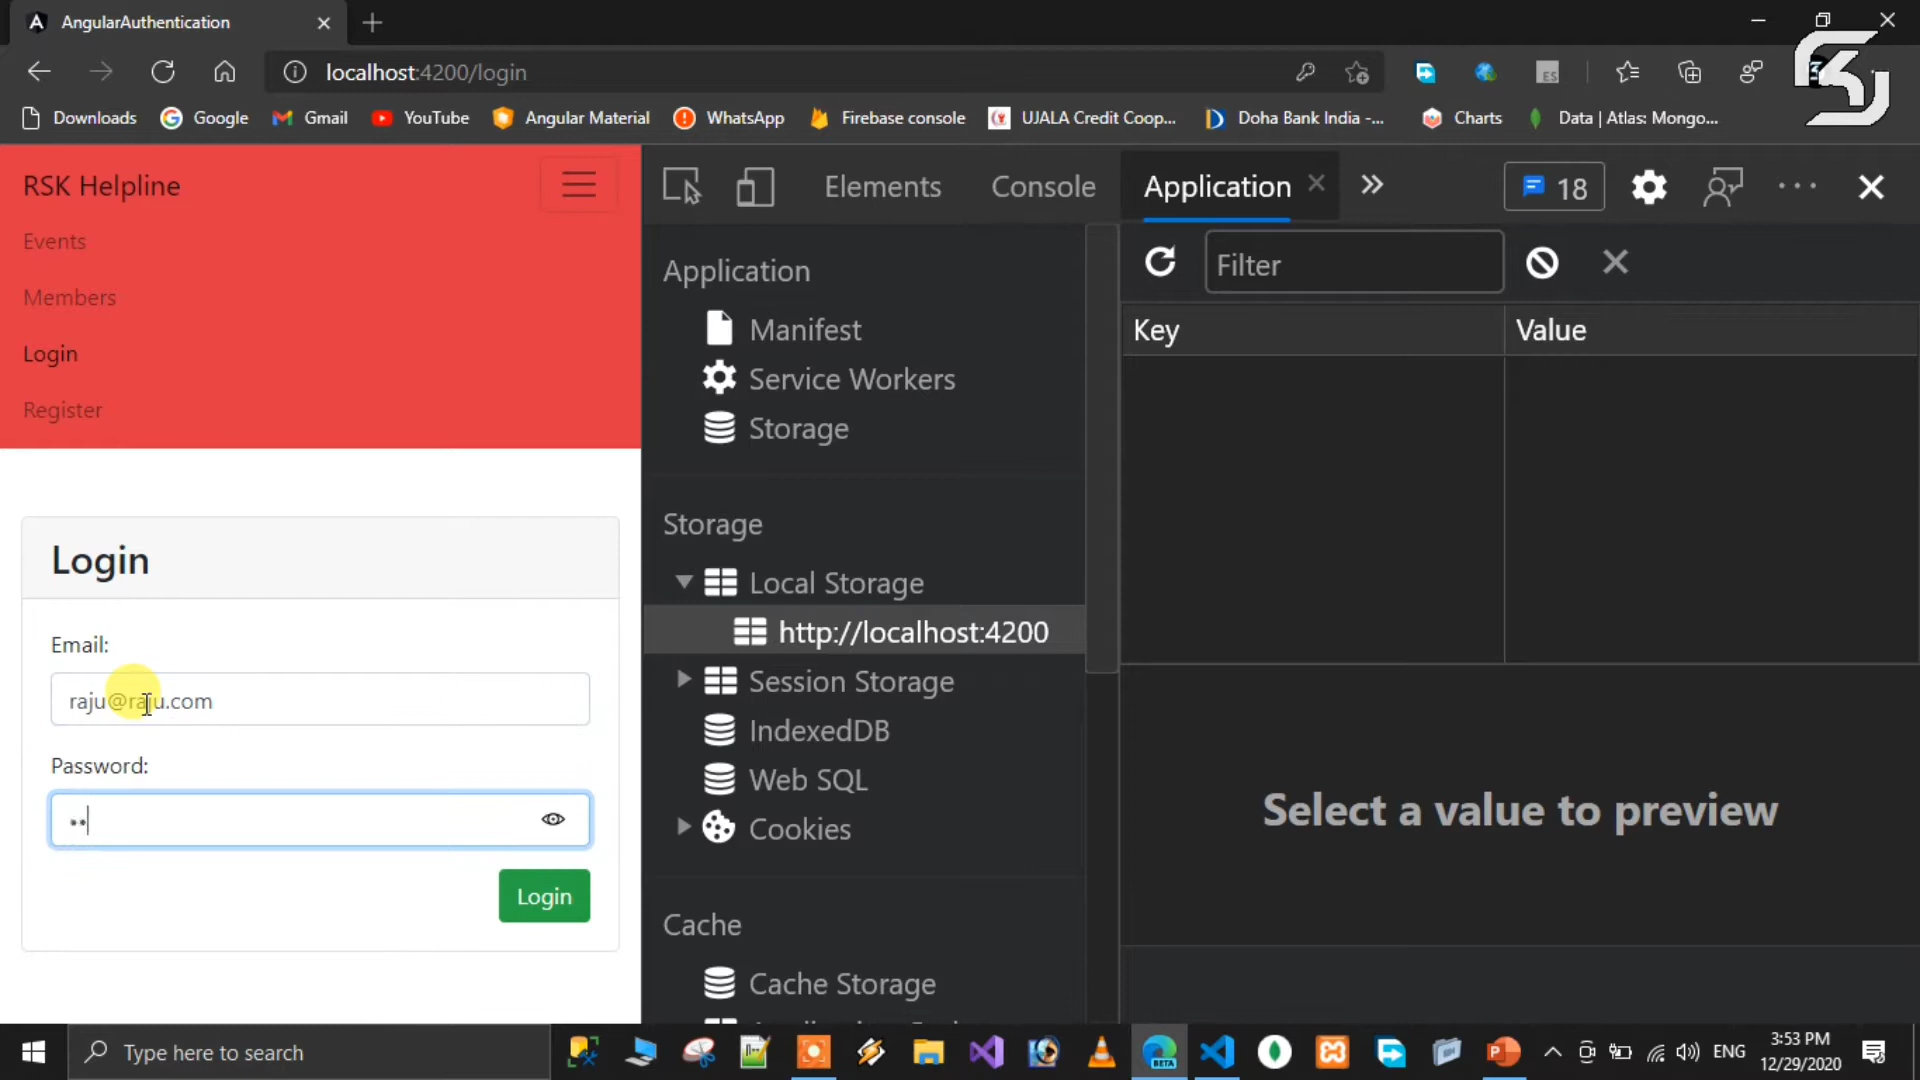 AngularAuthentication
localhost:4200/login
Downloads
Google
Gmail
YouTube
Angular Material
WhatsApp
Firebase console
UJALA Credit Coop...
Doha Bank India -...
Charts
Data | Atlas: Mongo...
RSK Helpline
Events
Members
Login
Register
Login
Email:
raju@raju.com
Password:
Login
Elements
Console
Application
18
Application
Manifest
Service Workers
Storage
Storage
Local Storage
http://localhost:4200
Session Storage
IndexedDB
Web SQL
Cookies
Cache
Cache Storage
Filter
Key
Value
Select a value to preview
Type here to search
BETA
ENG
3:53 PM
12/29/2020